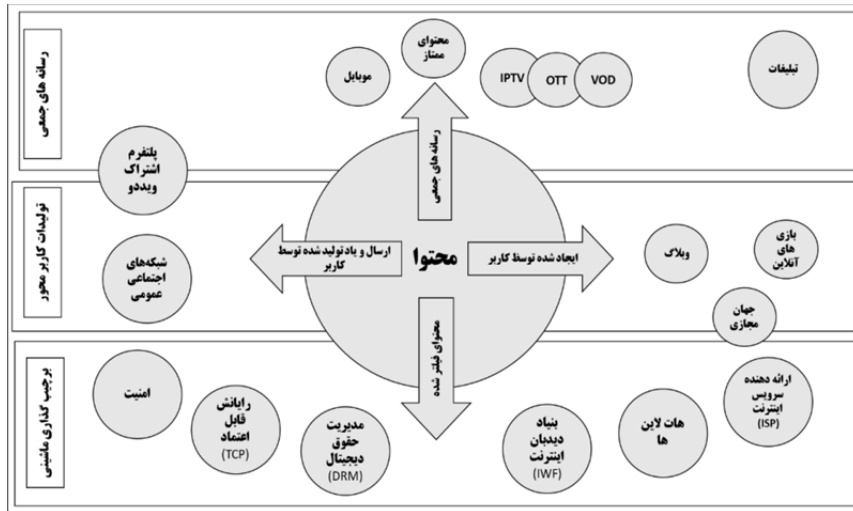 رسانه های جمعی
محتوای
ممتاز
موبایل
IPTV
OTT
VOD
تبلیغات
رسانه‌های جمعی
پلتفرم
اشتراک
ویددو
تولیدات کاربر محور
شبکه‌های
اجتماعی
عمومی
ارسال و یاد تولید شده توسط
کاربر
محتوا
ایجاد شده توسط کاربر
وبلاگ
بازی
های
آنلاین
جهان
مجازی
محتوای فیلتر شده
برچیب گذاری ماشینی
امنیت
رایانش
قابل
اعتماد
(TCP)
مدیریت
حقوق
دیجیتال
(DRM)
بنیاد
دیدبان
اینترنت
(IWF)
هات لاین
ها
ارائه دهنده
سرویس
اینترنت
(ISP)